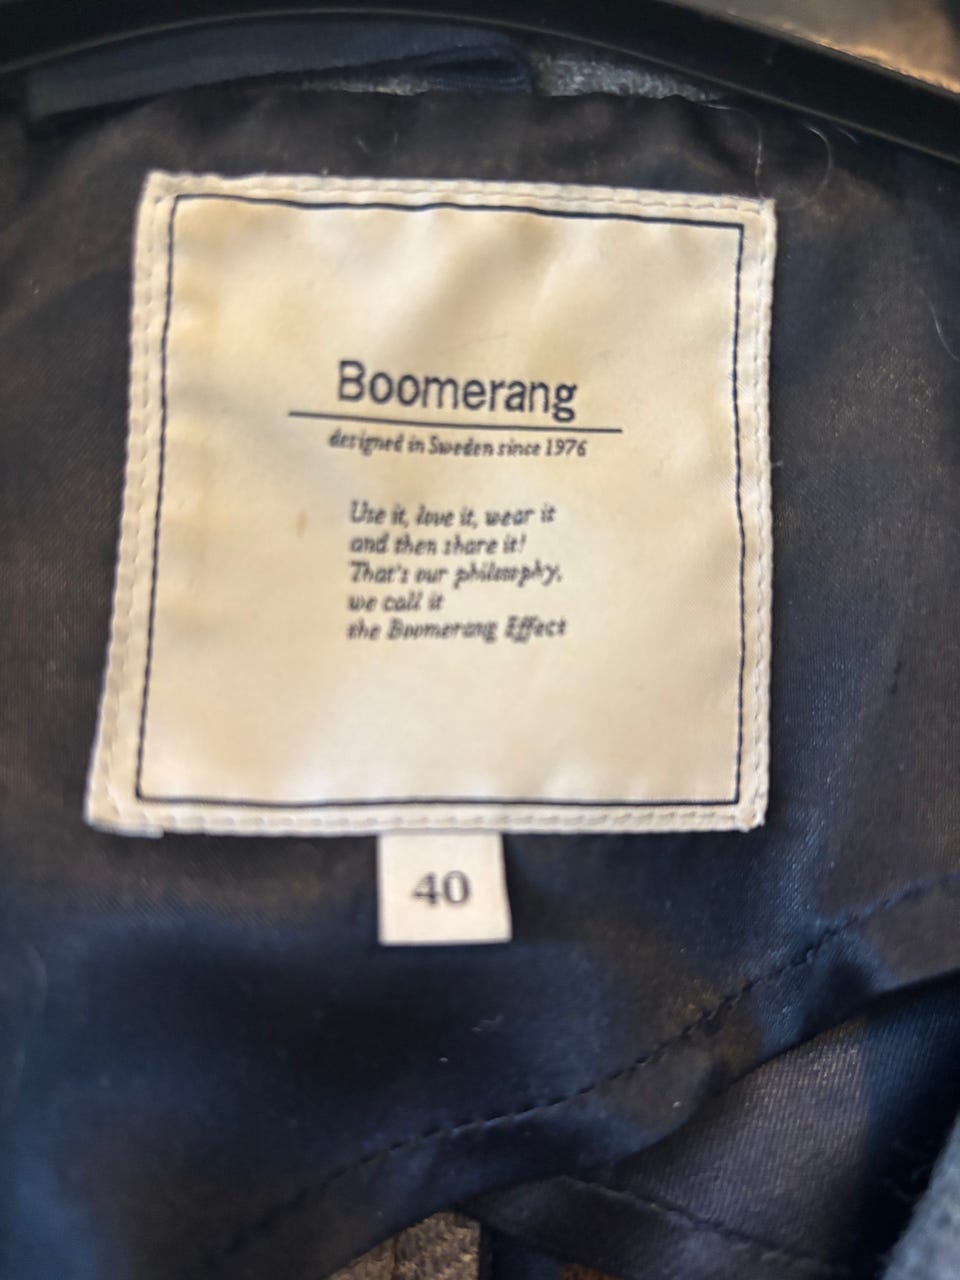 Boomerang
designed in Sweden since 1976
Use it, love it, wear it
and then share it!
That's our philosophy,
we call it
the Boomerang Effect
40